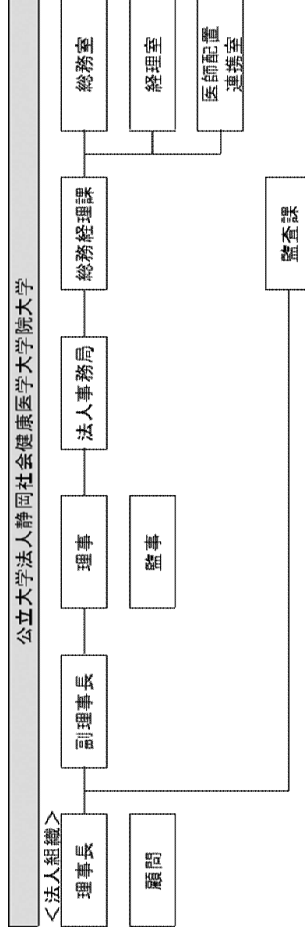 公立大学法人静岡社会健康医学大学院大学
＜法人組織＞
理事長
副理事長
理事
法人事務局
総務経理課
総務室
顧問
監事
経理室
医師配置
連携室
監査課